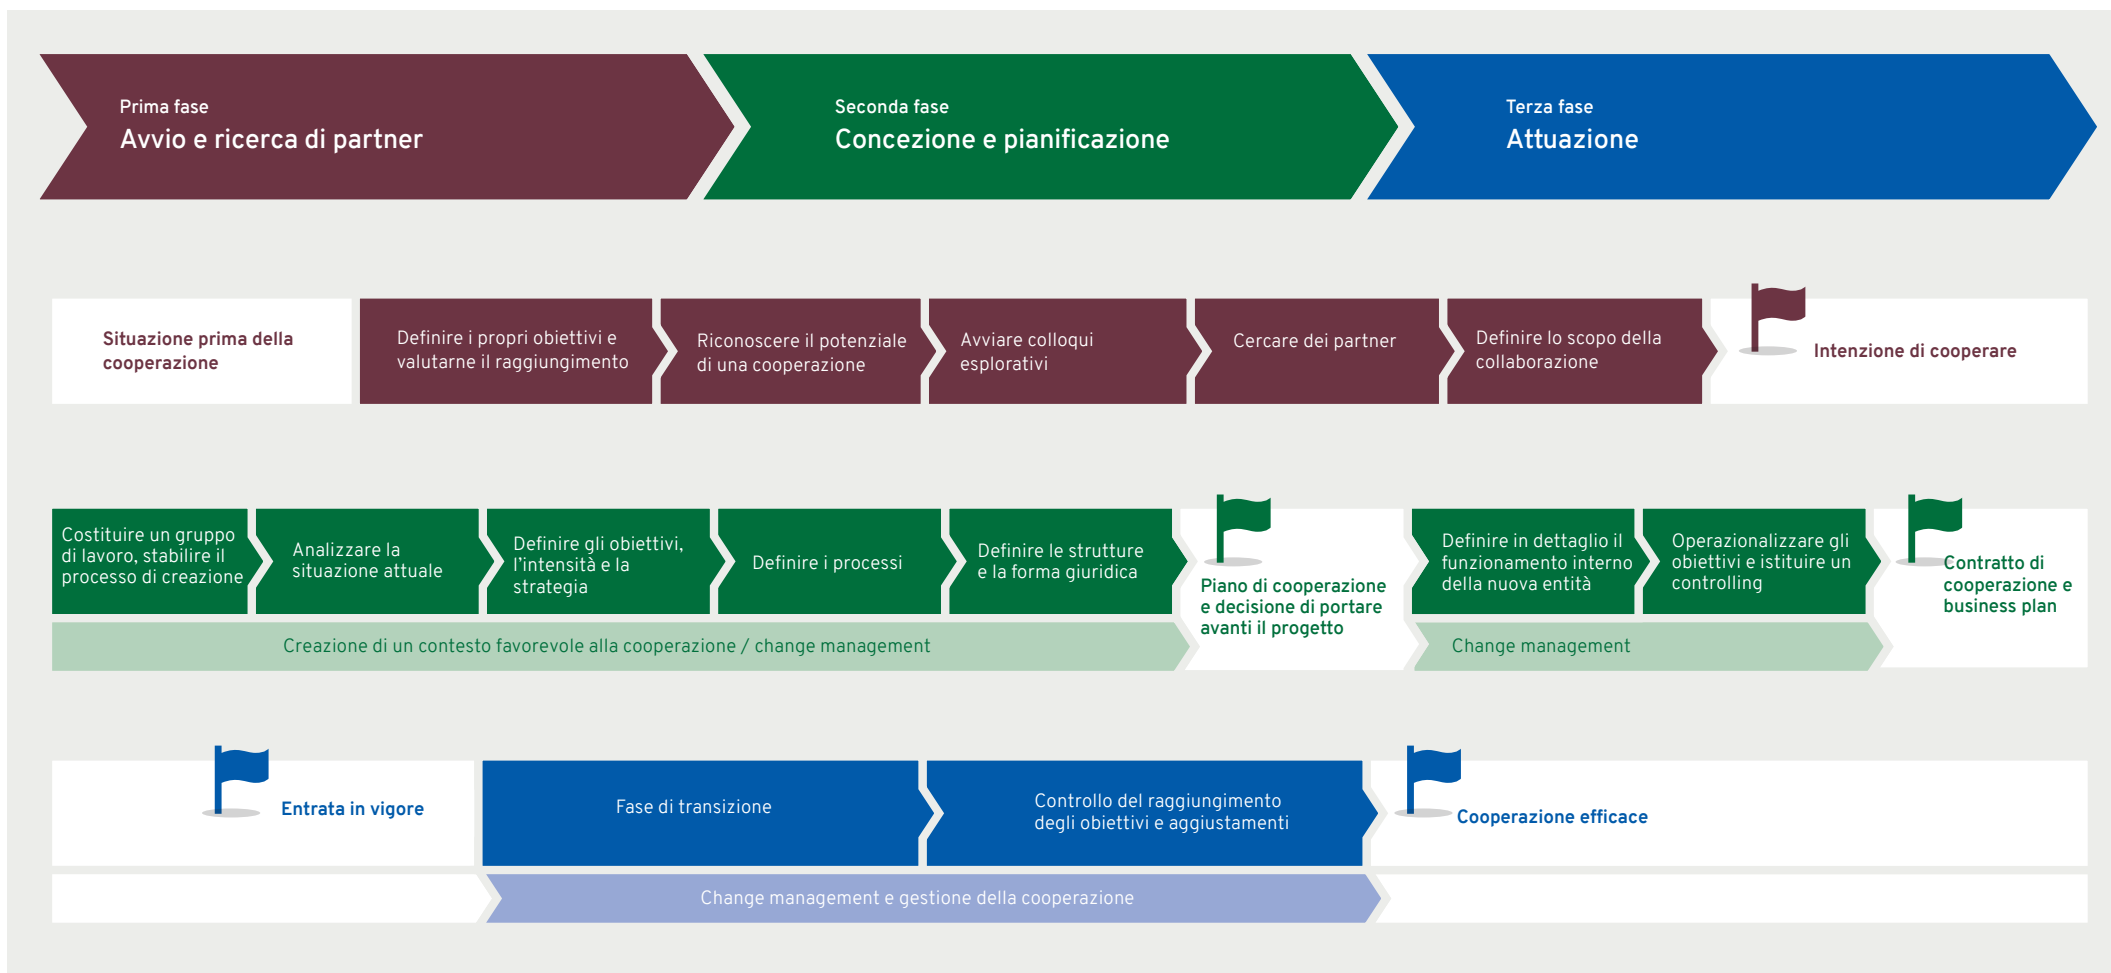 Prima fase
Avvio e ricerca di partner
Seconda fase
Concezione e pianificazione
Terza fase
Attuazione
Situazione prima della
cooperazione
Definire i propri obiettivi e
valutarne il raggiungimento
Riconoscere il potenziale
di una cooperazione
Avviare colloqui
esplorativi
Cercare dei partner
Definire lo scopo della
collaborazione
Intenzione di cooperare
Costituire un gruppo
di lavoro, stabilire il
processo di creazione
Analizzare la
situazione attuale
Definire gli obiettivi,
l'intensità e la
strategia
Definire i processi
Definire le strutture
e la forma giuridica
Piano di cooperazione
e decisione di portare
avanti il progetto
Definire in dettaglio il
funzionamento interno
della nuova entità
Operazionalizzare gli
obiettivi e istituire un
controlling
Contratto di
cooperazione e
business plan
Creazione di un contesto favorevole alla cooperazione / change management
Change management
Entrata in vigore
Fase di transizione
Controllo del raggiungimento
degli obiettivi e aggiustamenti
Cooperazione efficace
Change management e gestione della cooperazione